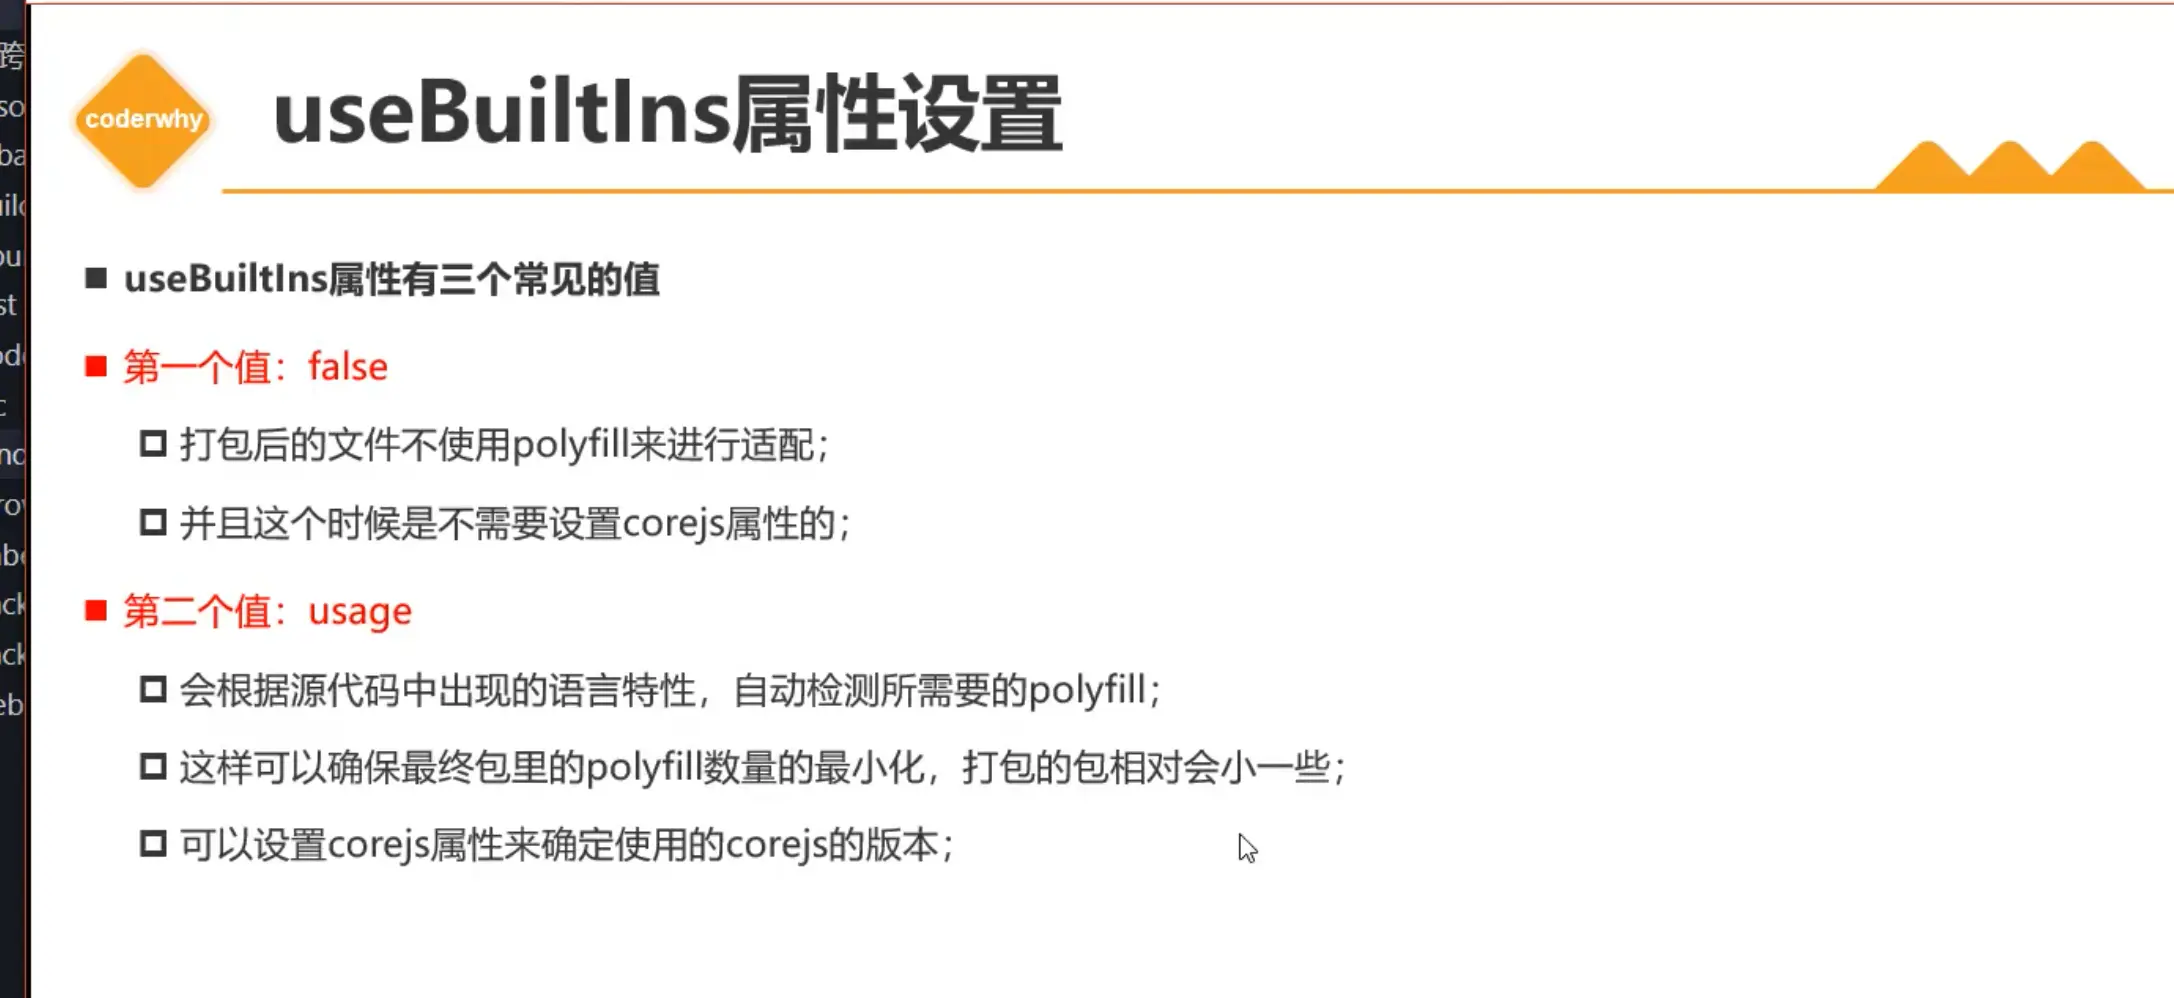 coderwhy
useBuiltIns属性设置
useBuiltIns属性有三个常见的值
第一个值：false
打包后的文件不使用polyfill来进行适配；
并且这个时候是不需要设置corejs属性的；
第二个值：usage
会根据源代码中出现的语言特性，自动检测所需要的polyfill；
这样可以确保最终包里的polyfill数量的最小化，打包的包相对会小一些；
可以设置corejs属性来确定使用的corejs的版本；